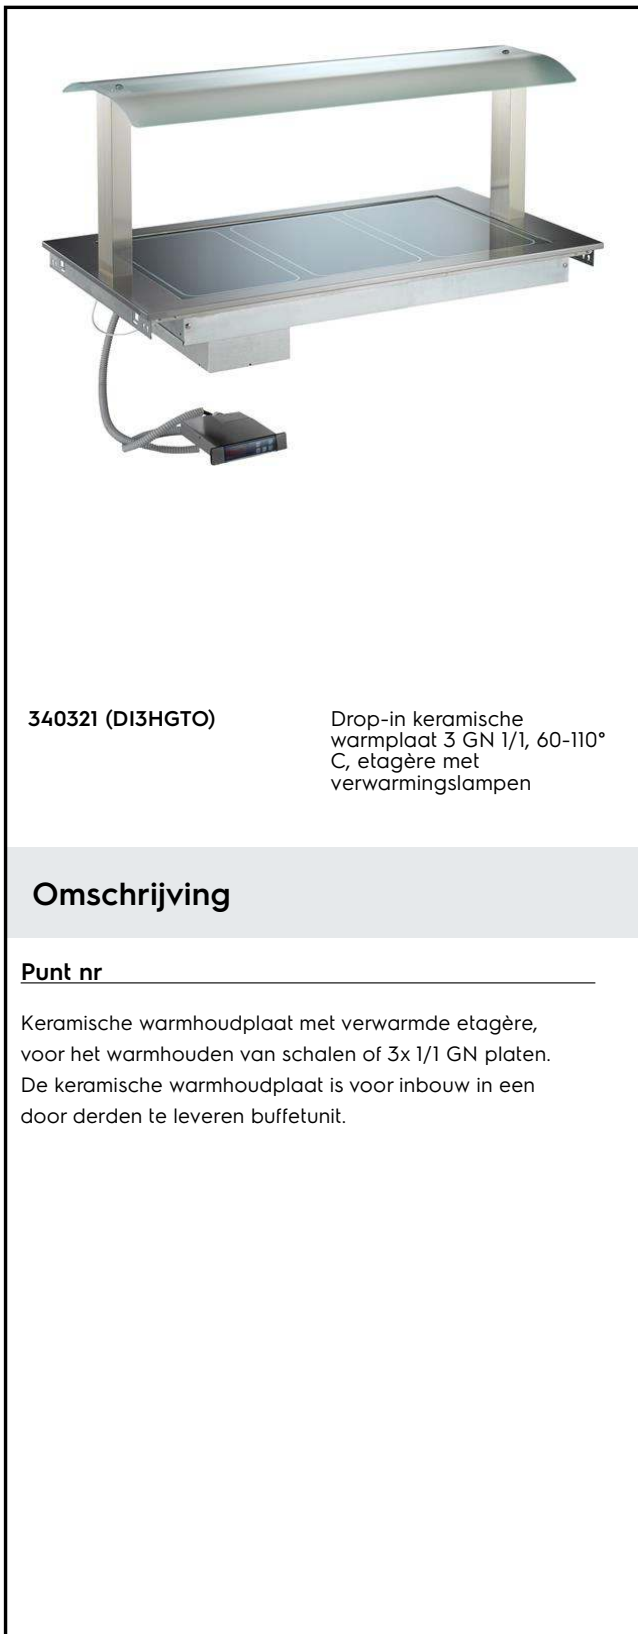 340321 (DI3HGTO)
Drop-in keramische
warmplaat 3 GN 1/1, 60-110°
C, etagère met
verwarmingslampen
Omschrijving
Punt nr
Keramische warmhoudplaat met verwarmde etagère,
voor het warmhouden van schalen of 3x 1/1 GN platen.
De keramische warmhoudplaat is voor inbouw in een
door derden te leveren buffetunit.